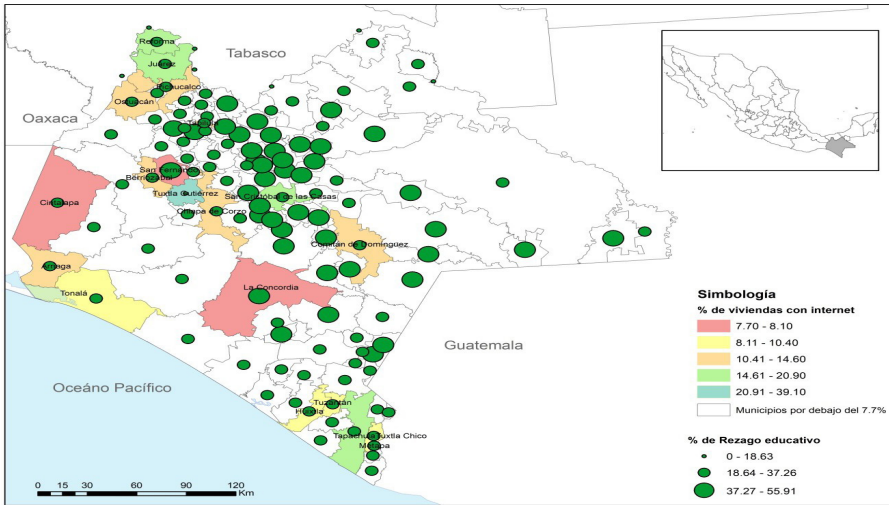 Tabasco
Reforma
Juárez
Pichucalco
Ostuacán
Oaxaca
San Fernando
Berriozábal
Cintalapa
Tuxtla Gutiérrez
San Cristóbal de las Casas
Chiapa de Corzo
Comitán de Domínguez
Arriaga
Tonalá
La Concordia
Guatemala
Océano Pacífico
Tuzantán
Huixtla
Tapachula
Tuxtla Chico
Metapa
0 15 30 60 90 120
Km
Simbología
% de viviendas con internet
7.70 - 8.10
8.11 - 10.40
10.41 - 14.60
14.61 - 20.90
20.91 - 39.10
Municipios por debajo del 7.7%
% de Rezago educativo
0 - 18.63
18.64 - 37.26
37.27 - 55.91